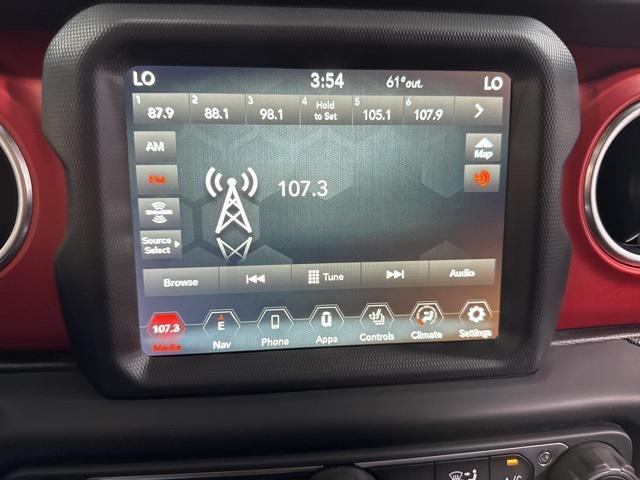 LO 3:54 61°out. LO
1 87.9 2 88.1 3 98.1 4 Hold to Set 5 105.1 6 107.9
AM
Map
FM
107.3
Source
Select
Browse Tune Audio
107.3 E
Media Nav Phone Apps Controls Climate Settings
A/C